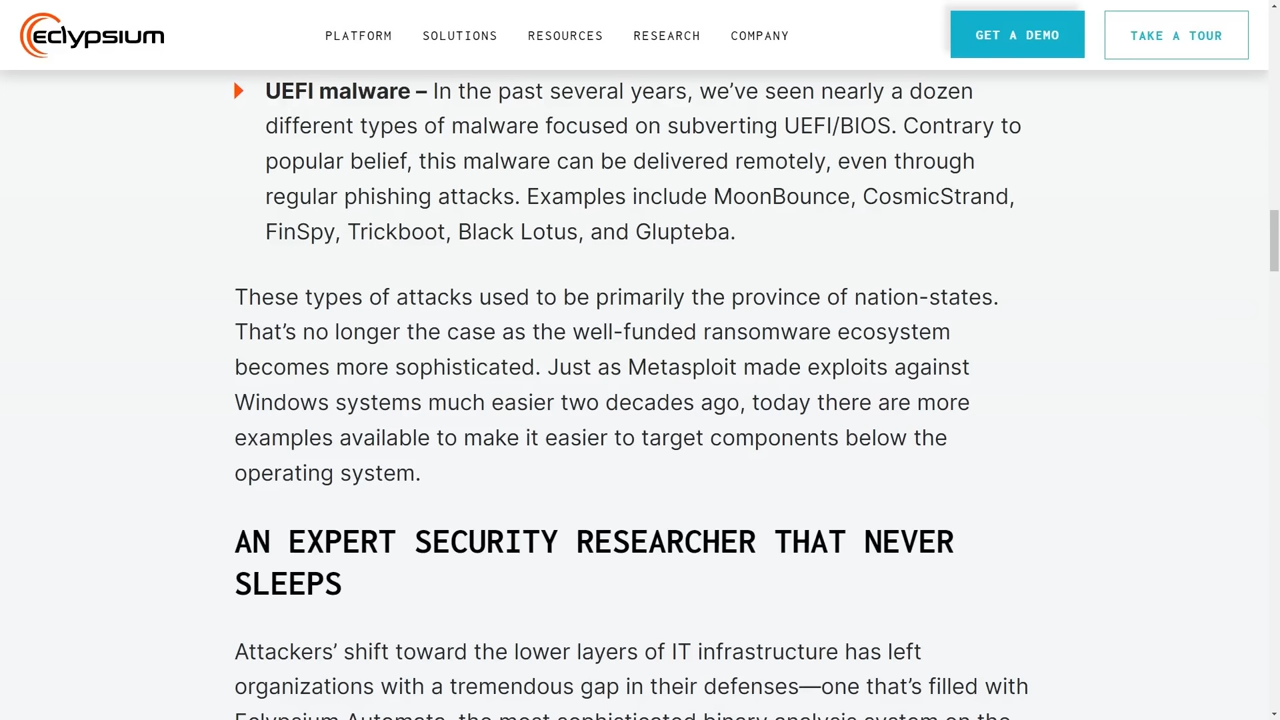 eclypsium
PLATFORM
SOLUTIONS
RESOURCES
RESEARCH
COMPANY
GET A DEMO
TAKE A TOUR
UEFI malware – In the past several years, we’ve seen nearly a dozen
different types of malware focused on subverting UEFI/BIOS. Contrary to
popular belief, this malware can be delivered remotely, even through
regular phishing attacks. Examples include MoonBounce, CosmicStrand,
FinSpy, Trickboot, Black Lotus, and Glupteba.
These types of attacks used to be primarily the province of nation-states.
That’s no longer the case as the well-funded ransomware ecosystem
becomes more sophisticated. Just as Metasploit made exploits against
Windows systems much easier two decades ago, today there are more
examples available to make it easier to target components below the
operating system.
AN EXPERT SECURITY RESEARCHER THAT NEVER
SLEEPS
Attackers’ shift toward the lower layers of IT infrastructure has left
organizations with a tremendous gap in their defenses—one that’s filled with
Eclypsium Automata, the most sophisticated binary analysis system on the